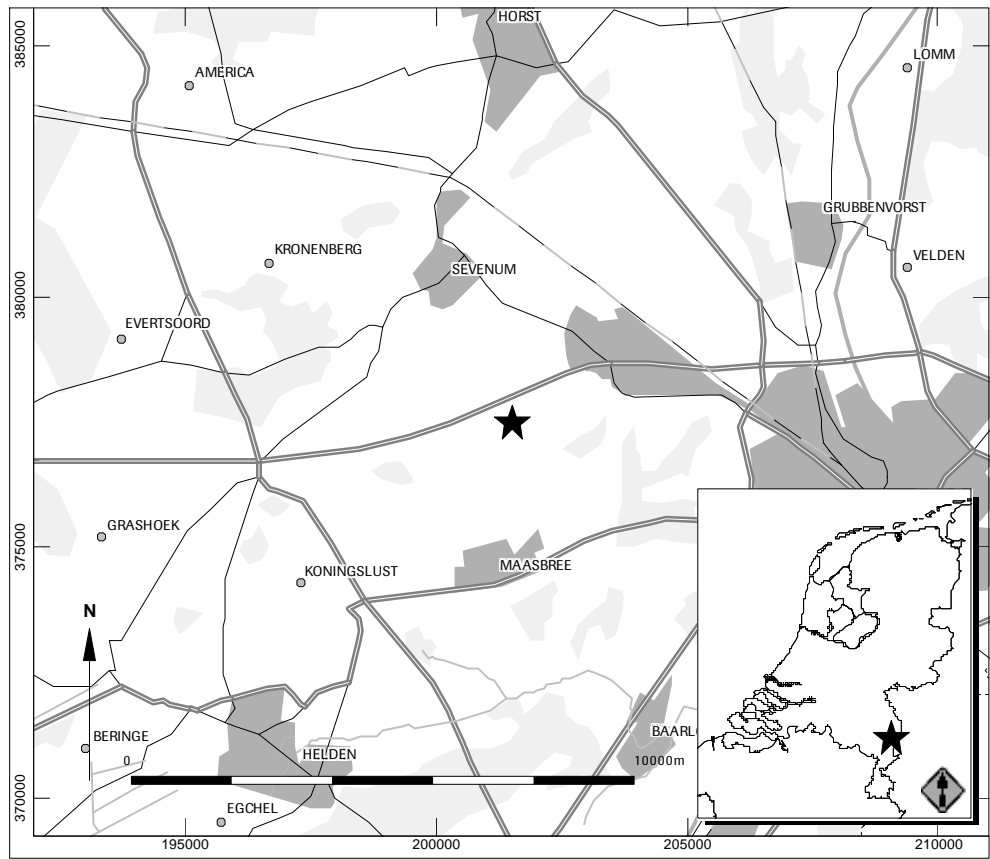 HORST
LOMM
AMERICA
GRUBBENVORST
KRONENBERG
VELDEN
SEVENUM
EVERTSOORD
GRASHOEK
MAASBREE
KONINGSLUST
N
BERINGE
BAARL
HELDEN
0
10000m
EGCHEL
385000
380000
375000
370000
195000
200000
205000
210000